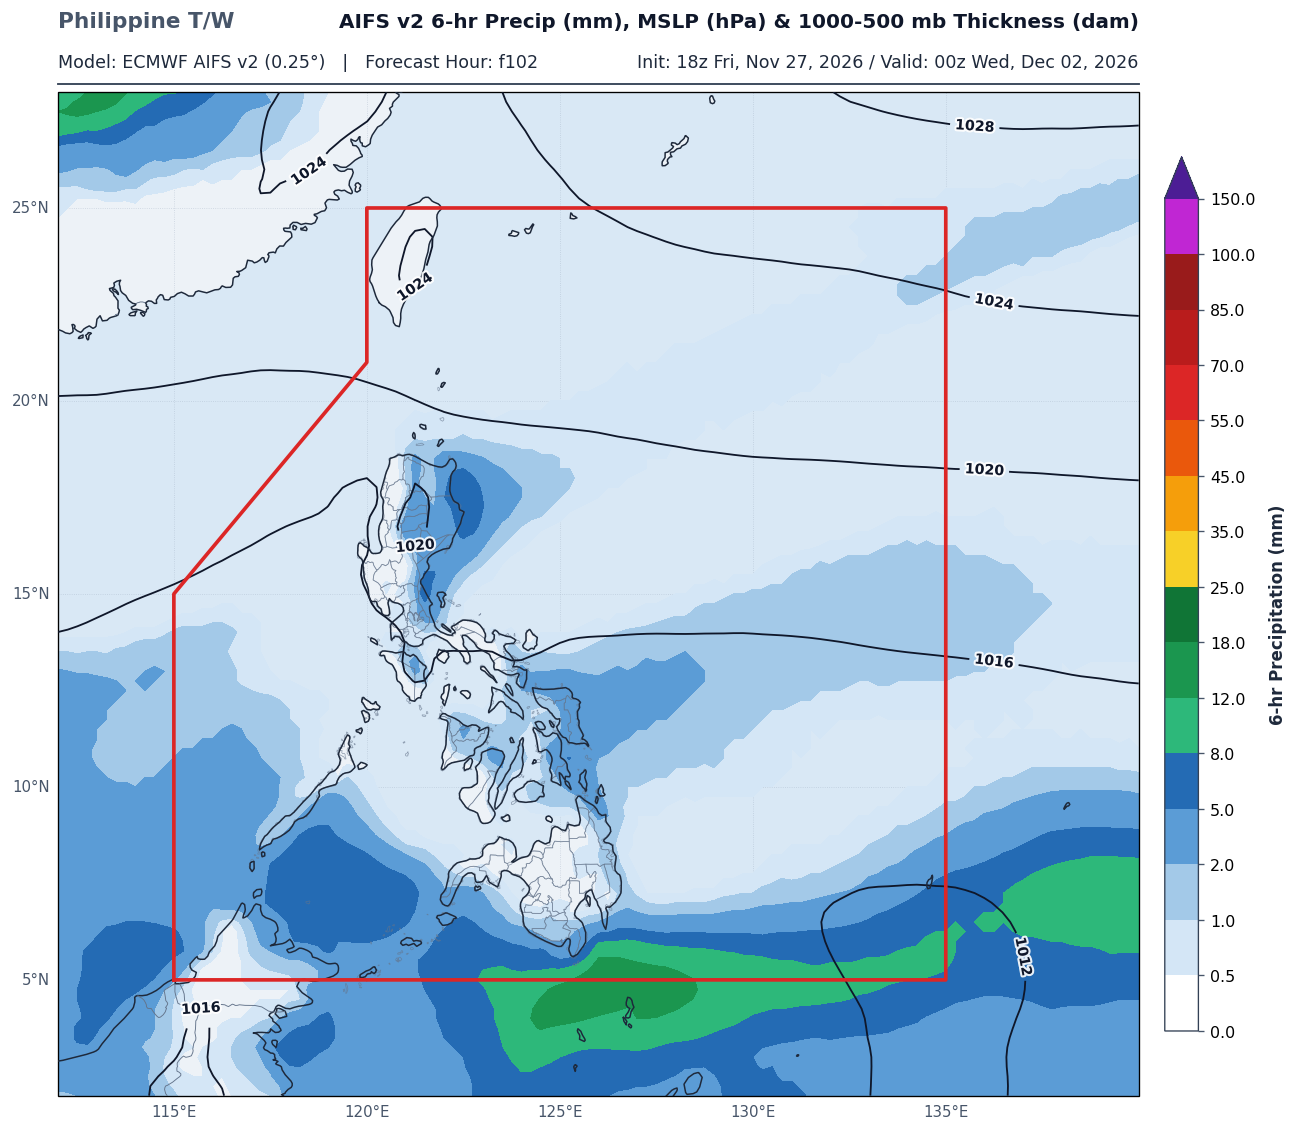 Philippine T/W
AIFS v2 6-hr Precip (mm), MSLP (hPa) & 1000-500 mb Thickness (dam)
Model: ECMWF AIFS v2 (0.25°) | Forecast Hour: f102
Init: 18z Fri, Nov 27, 2026 / Valid: 00z Wed, Dec 02, 2026
1028
1024
1024
1024
1020
1020
1016
1012
1016
25°N
20°N
15°N
10°N
5°N
115°E
120°E
125°E
130°E
135°E
150.0
100.0
85.0
70.0
55.0
45.0
35.0
25.0
18.0
12.0
8.0
5.0
2.0
1.0
0.5
0.0
6-hr Precipitation (mm)